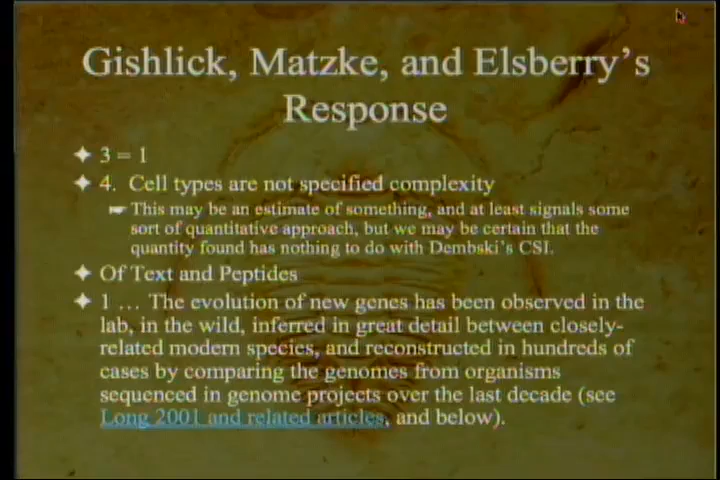 Gishlick, Matzke, and Elsberry's
Response
3 = 1
4. Cell types are not specified complexity
This may be an estimate of something, and at least signals some
sort of quantitative approach, but we may be certain that the
quantity found has nothing to do with Dembski's CSI.
Of Text and Peptides
1 ... The evolution of new genes has been observed in the
lab, in the wild, inferred in great detail between closely-
related modern species, and reconstructed in hundreds of
cases by comparing the genomes from organisms
sequenced in genome projects over the last decade (see
Long 2001 and related articles, and below).